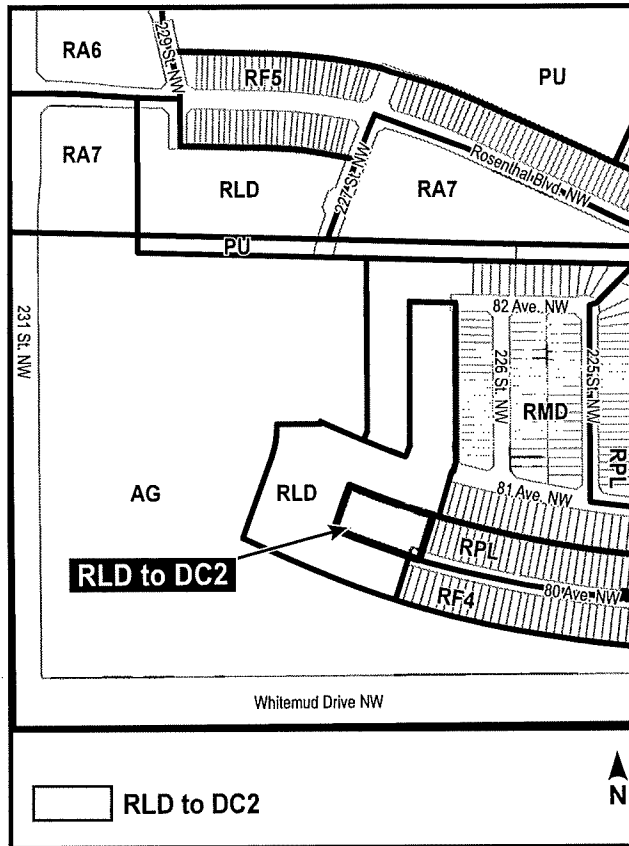 RA6
229 St. NW
RF5
PU
RA7
RLD
227 St. NW
RA7
Rosenthal Blvd. NW
PU
231 St. NW
82 Ave. NW
226 St. NW
225 St. NW
RMD
RPL
AG
RLD
81 Ave. NW
RPL
RLD to DC2
RF4
80 Ave. NW
Whitemud Drive NW
RLD to DC2
N